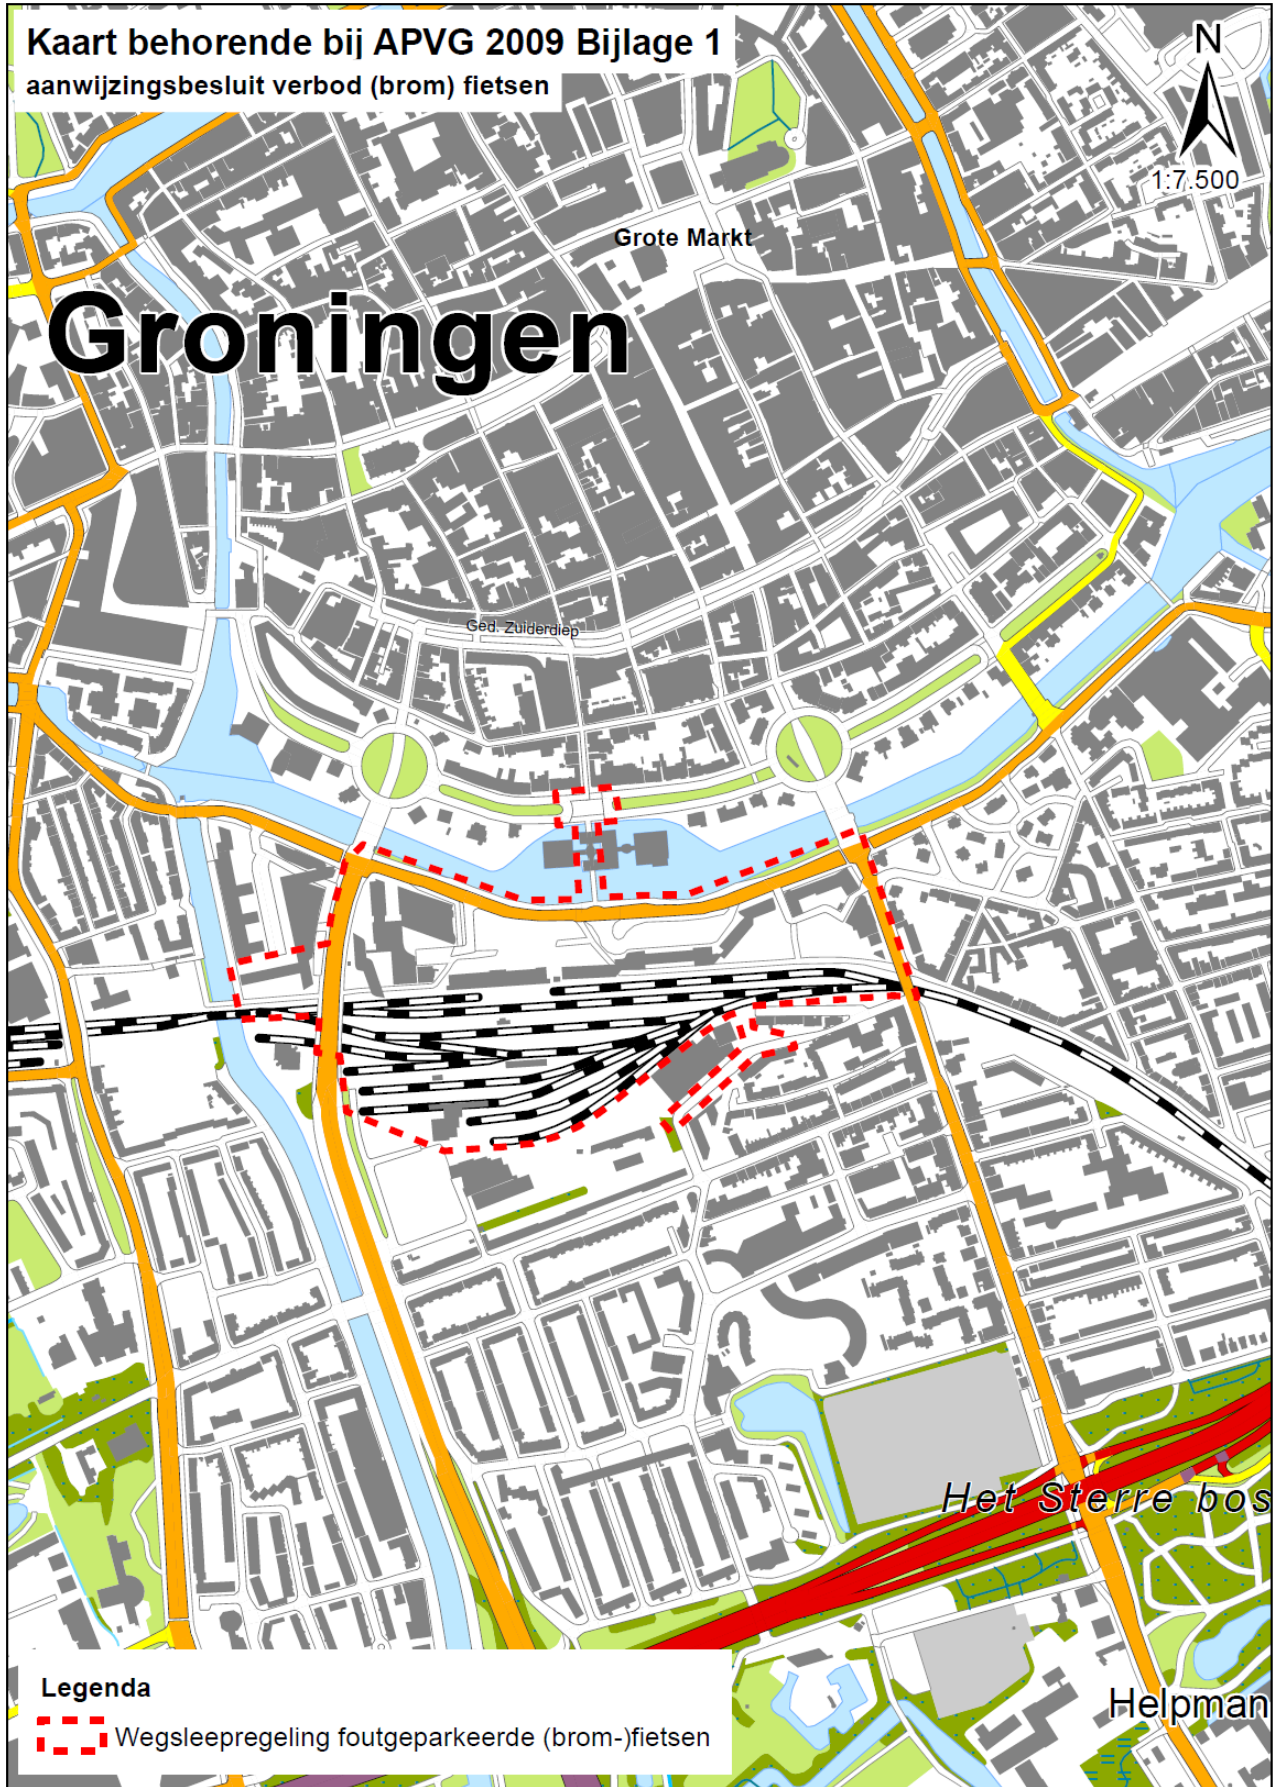 Kaart behorende bij APVG 2009 Bijlage 1
aanwijzingsbesluit verbod (brom) fietsen
N
1:7.500
Grote Markt
Groningen
Ged. Zuiderdiep
Het Sterre bos
Helpman
Legenda
Wegsleepregeling foutgeparkeerde (brom-)fietsen